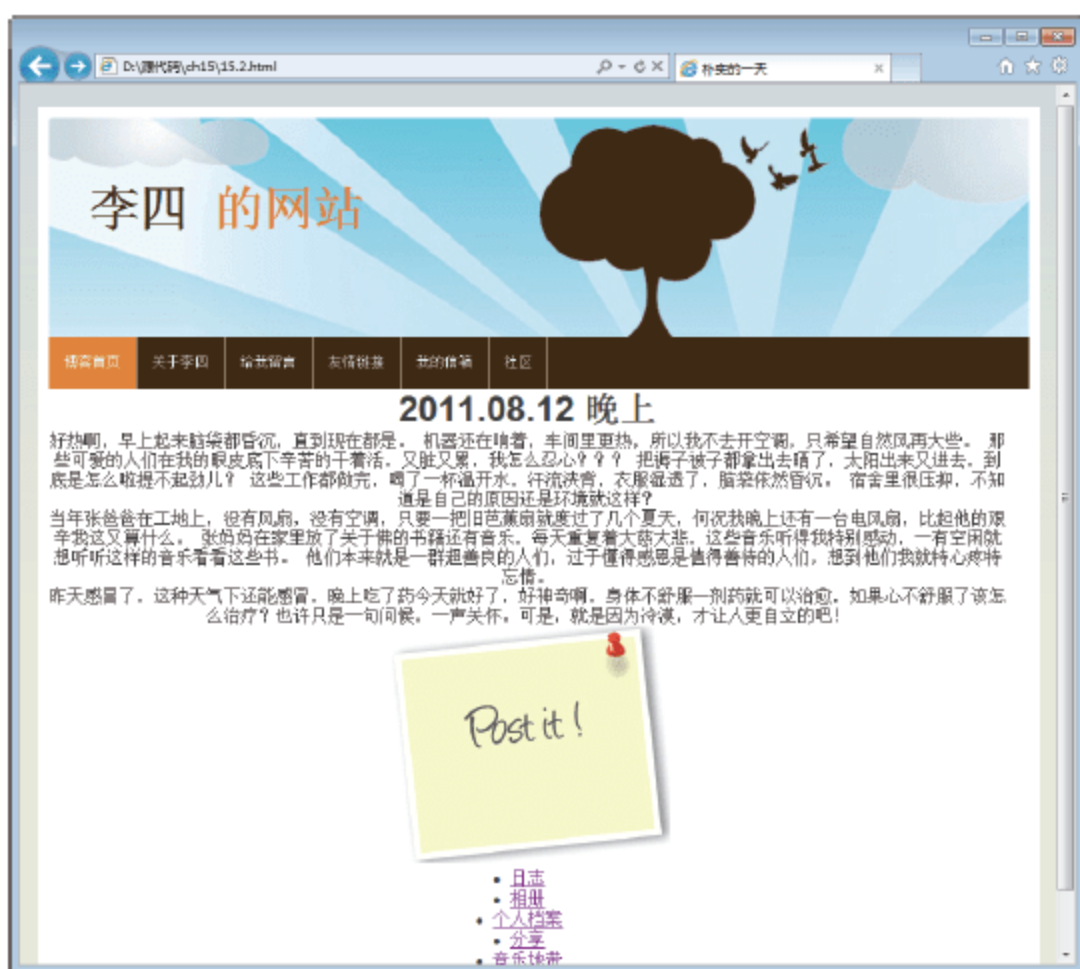 D:\源代码\ch15\15.2.html
朴实的一天
李四 的网站
博客首页 关于李四 给我留言 友情链接 我的信箱 社区
2011.08.12 晚上
好热啊，早上起来脑袋都昏沉，直到现在都是。 机器还在响着，车间里更热。所以我不去开空调，只希望自然风再大些。 那
些可爱的人们在我的眼皮底下辛苦的干着活。又脏又累，我怎么忍心？？？ 把褥子被子都拿出去晒了，太阳出来又进去。到
底是怎么啦提不起劲儿？ 这些工作都做完，喝了一杯温开水。汗流浃背，衣服湿透了，脑袋依然昏沉。 宿舍里很压抑，不知
道是自己的原因还是环境就这样？
当年张爸爸在工地上，没有风扇，没有空调，只要一把旧芭蕉扇就度过了几个夏天，何况我晚上还有一台电风扇，比起他的艰
辛我这又算什么。 张妈妈在家里放了关于佛的书籍还有音乐。每天重复着大慈大悲。这些音乐听得我特别感动，一有空闲就
想听听这样的音乐看看这些书。 他们本来就是一群超善良的人们，过于懂得感恩是值得善待的人们，想到他们我就特心疼特
忘情。
昨天感冒了。这种天气下还能感冒。晚上吃了药今天就好了，好神奇啊。身体不舒服一剂药就可以治愈。如果心不舒服了该怎
么治疗？也许只是一句问候。一声关怀。可是，就是因为冷漠，才让人更自立的吧！
Post it !
日志
相册
个人档案
分享
音乐地带